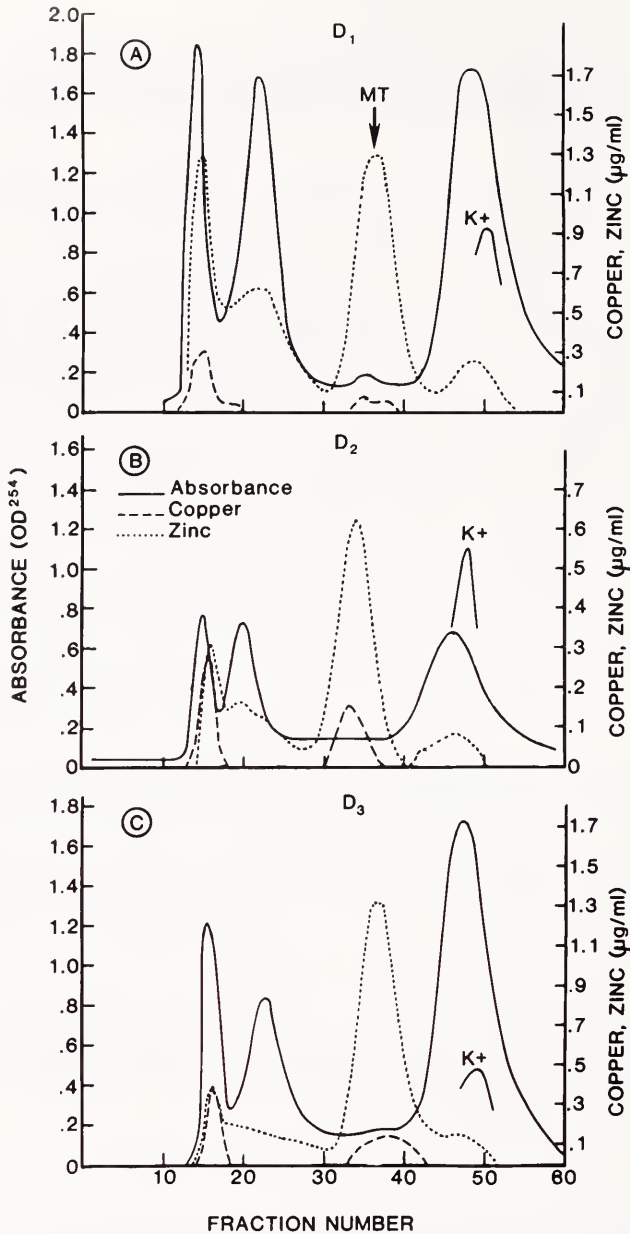 A
D1
2.0
1.8
1.6
1.4
1.2
1.0
.8
.6
.4
.2
0
MT
K+
1.7
1.5
1.3
1.1
.9
.7
.5
.3
.1
COPPER, ZINC (µg/ml)
B
D2
1.6
1.4
1.2
1.0
.8
.6
.4
.2
0
Absorbance
Copper
Zinc
K+
.7
.6
.5
.4
.3
.2
.1
0
COPPER, ZINC (µg/ml)
ABSORBANCE (OD254)
C
D3
1.8
1.6
1.4
1.2
1.0
.8
.6
.4
.2
0
K+
1.7
1.5
1.3
1.1
.9
.7
.5
.3
.1
COPPER, ZINC (µg/ml)
10 20 30 40 50 60
FRACTION NUMBER